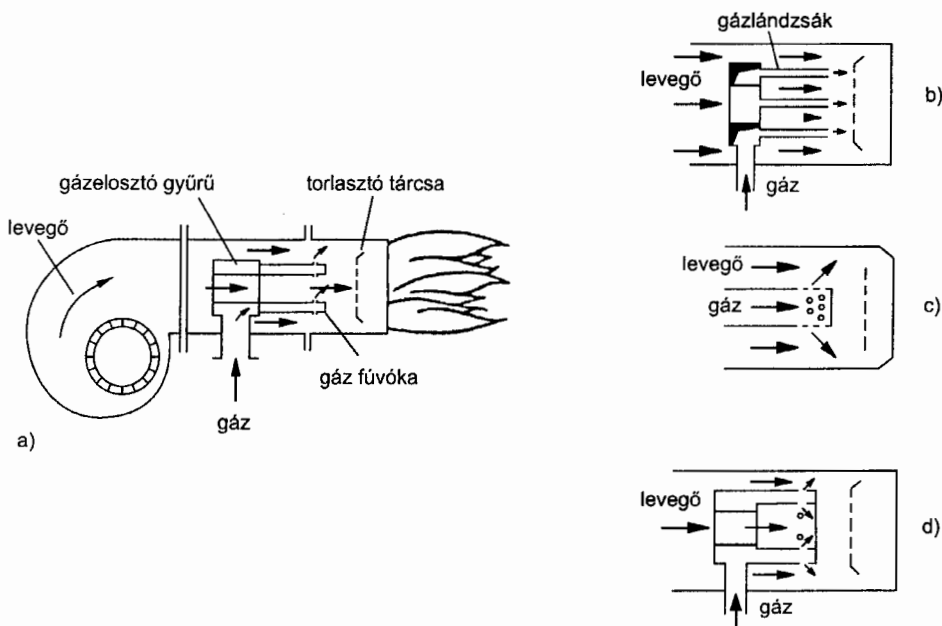 gázelosztó gyűrű
torlasztó tárcsa
levegő
gáz fúvóka
gáz
a)
gázlándzsák
levegő
b)
gáz
levegő
gáz
c)
levegő
d)
gáz